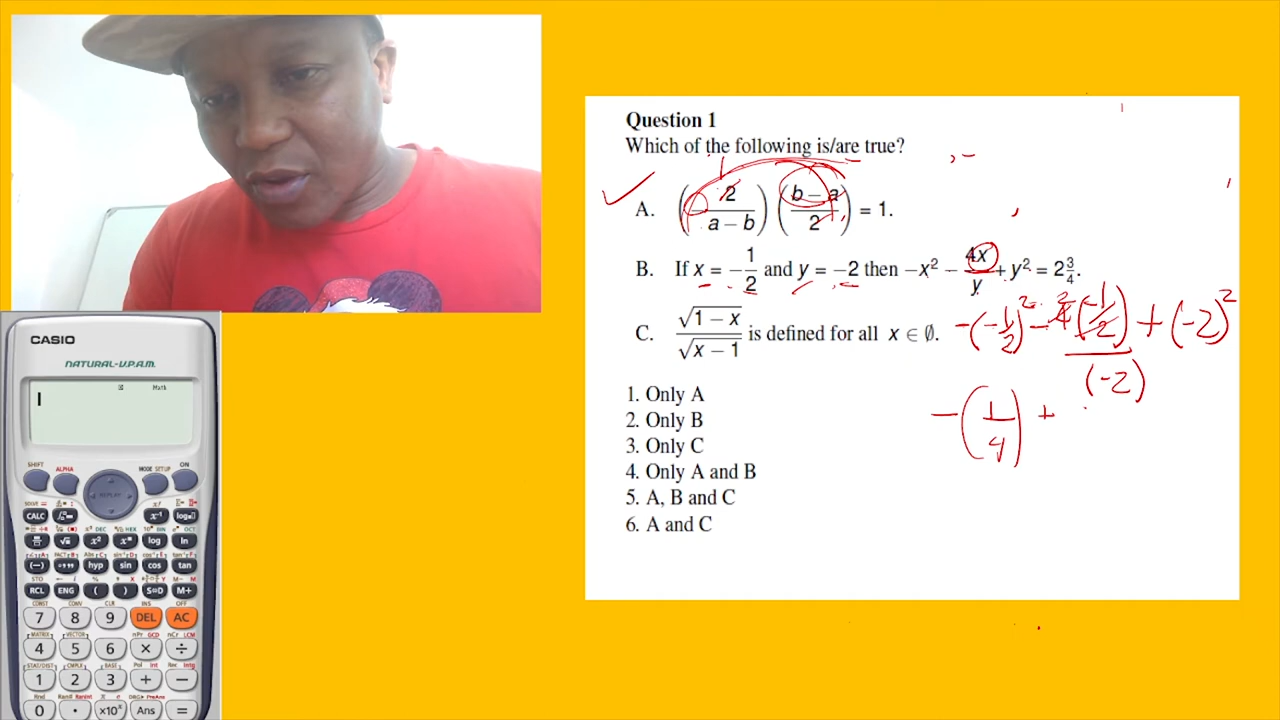 Question 1
Which of the following is/are true?
A. (- 2/(a – b)) ((b – a)/2) = 1.
B. If x = –1/2 and y = –2 then –x² – 4x/y + y² = 2 3/4.
C. √(1 – x)/√(x – 1) is defined for all x ∈ ∅.
-(-1/2)² - 4(-1/2)/(-2) + (-2)²
-(1/4) +
1. Only A
2. Only B
3. Only C
4. Only A and B
5. A, B and C
6. A and C
CASIO
NATURAL-V.P.A.M.
Math
SHIFT ALPHA REPLAY MODE SETUP ON
CALC x⁻¹ log
√ x² log ln
(–) hyp sin cos tan
RCL ENG ( ) S⇔D M+
7 8 9 DEL AC
4 5 6 × ÷
1 2 3 + −
0 . ×10ˣ Ans =